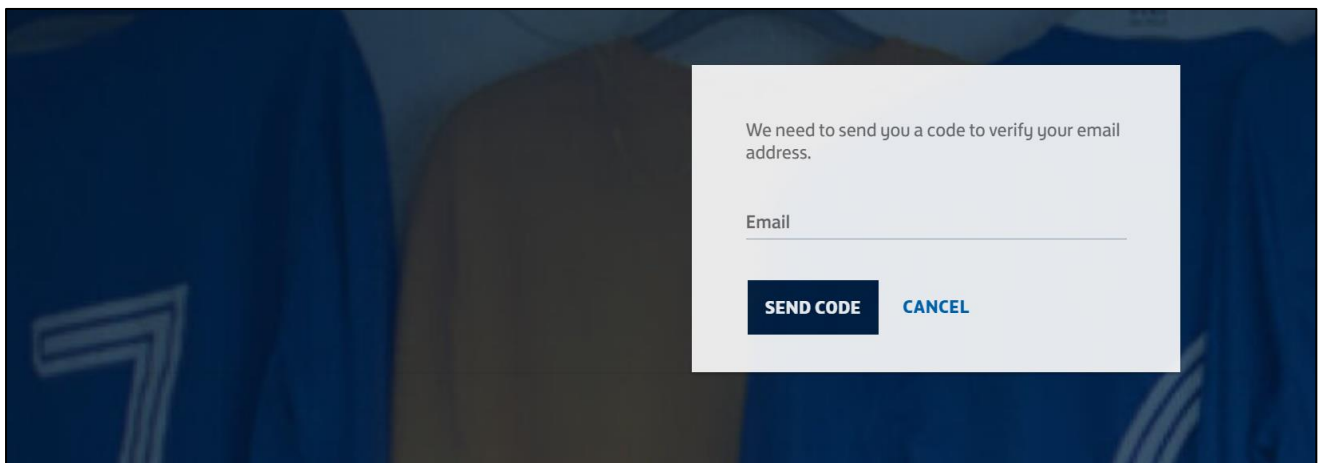 We need to send you a code to verify your email
address.
Email
SEND CODE
CANCEL